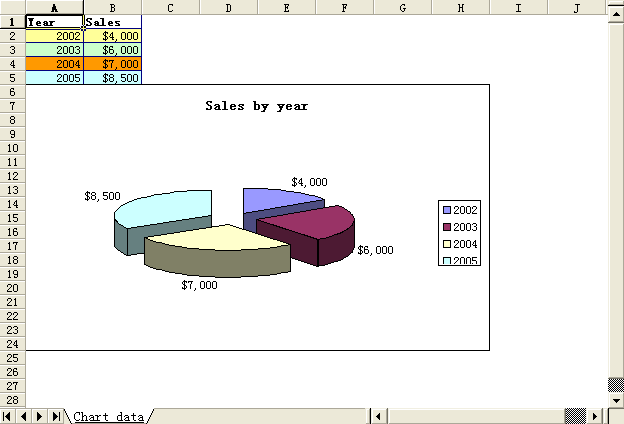 A B C D E F G H I J
1 Year Sales
2 2002 $4,000
3 2003 $6,000
4 2004 $7,000
5 2005 $8,500
6
7 Sales by year
8
9
10
11
12 $4,000
13 $8,500
14
15 2002
16 2003
17 $6,000 2004
18 2005
19
20 $7,000
21
22
23
24
25
26
27
28
Chart data